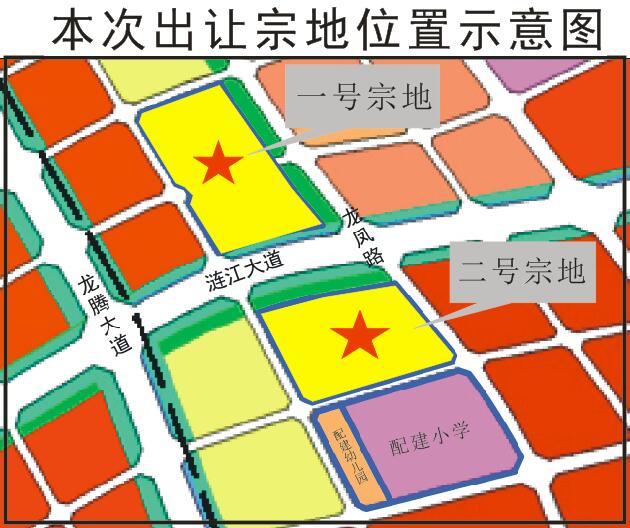 本次出让宗地位置示意图
一号宗地
龙凤路
二号宗地
涟江大道
龙腾大道
配建幼儿园
配建小学